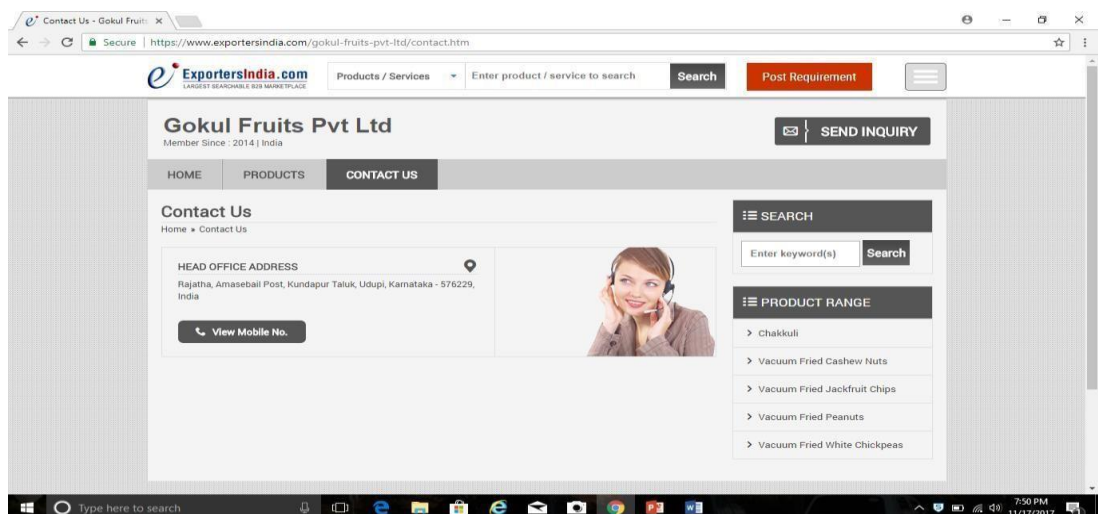 Contact Us - Gokul Fruit
Secure | https://www.exportersindia.com/gokul-fruits-pvt-ltd/contact.htm
ExportersIndia.com
LARGEST SEARCHABLE B2B MARKETPLACE
Products / Services
Enter product / service to search
Search
Post Requirement
Gokul Fruits Pvt Ltd
Member Since : 2014 | India
SEND INQUIRY
HOME PRODUCTS CONTACT US
Contact Us
Home » Contact Us
HEAD OFFICE ADDRESS
Rajatha, Amasebail Post, Kundapur Taluk, Udupi, Karnataka - 576229,
India
View Mobile No.
SEARCH
Enter keyword(s) Search
PRODUCT RANGE
> Chakkuli
> Vacuum Fried Cashew Nuts
> Vacuum Fried Jackfruit Chips
> Vacuum Fried Peanuts
> Vacuum Fried White Chickpeas
Type here to search
7:50 PM
11/17/2017